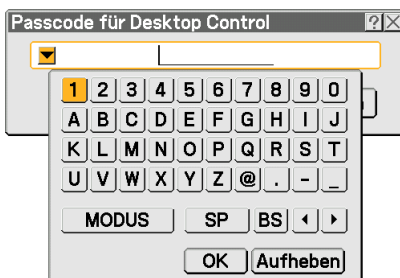 Passcode für Desktop Control ? X
1 2 3 4 5 6 7 8 9 0
A B C D E F G H I J
K L M N O P Q R S T
U V W X Y Z @ . - _
MODUS SP BS
OK Aufheben